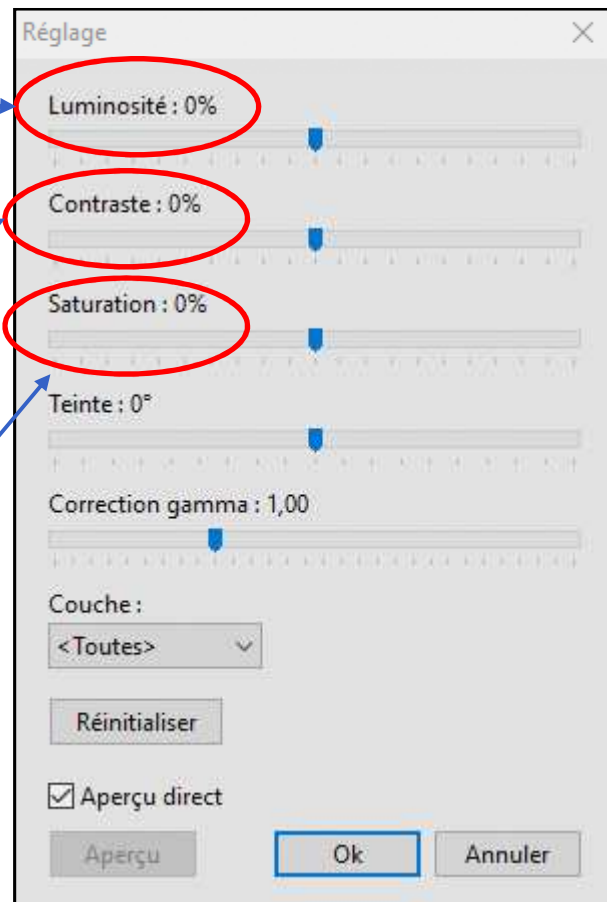 Réglage
Luminosité : 0%
Contraste : 0%
Saturation : 0%
Teinte : 0°
Correction gamma : 1,00
Couche :
<Toutes>
Réinitialiser
Aperçu direct
Aperçu Ok Annuler